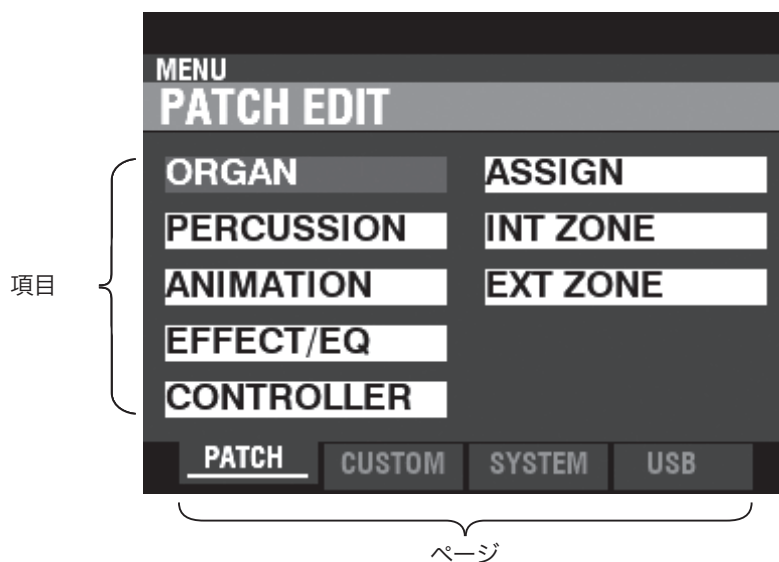 MENU
PATCH EDIT
ORGAN ASSIGN
PERCUSSION INT ZONE
項目
ANIMATION EXT ZONE
EFFECT/EQ
CONTROLLER
PATCH CUSTOM SYSTEM USB
ページ